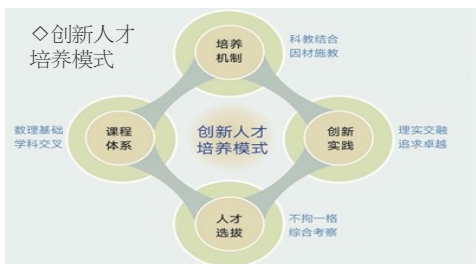 ◇创新人才
培养模式
培养
机制
科教结合
因材施教
数理基础
学科交叉
课程
体系
创新人才
培养模式
创新
实践
理实交融
追求卓越
人才
选拔
不拘一格
综合考察